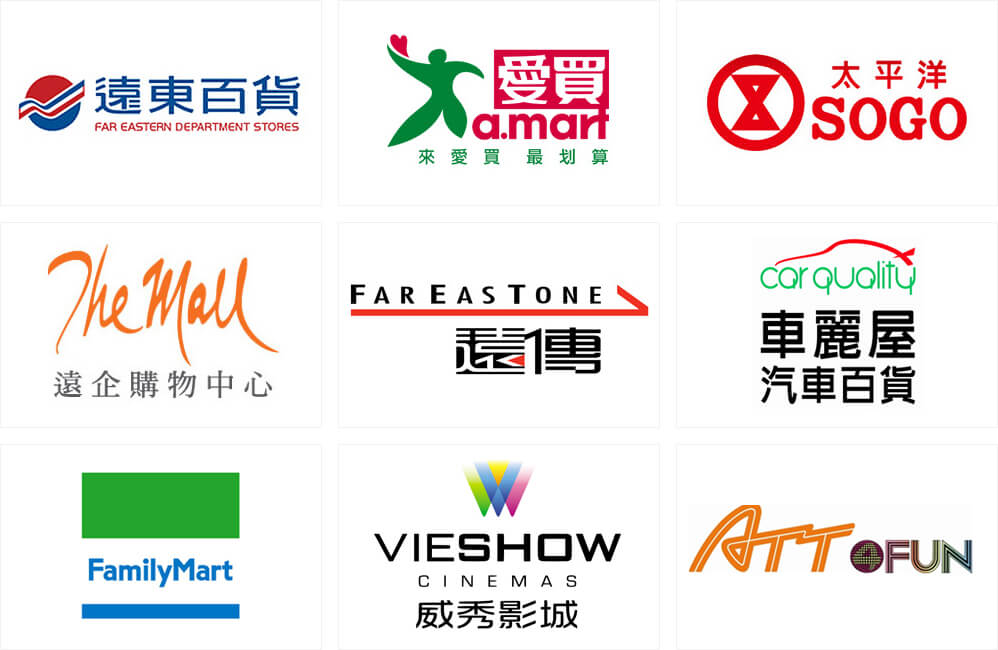 遠東百貨
FAR EASTERN DEPARTMENT STORES
愛買
a.mart
來愛買 最划算
太平洋
SOGO
The Mall
遠企購物中心
FAREASTONE
遠傳
car quality
車麗屋
汽車百貨
FamilyMart
VIESHOW
CINEMAS
威秀影城
ATT
FUN